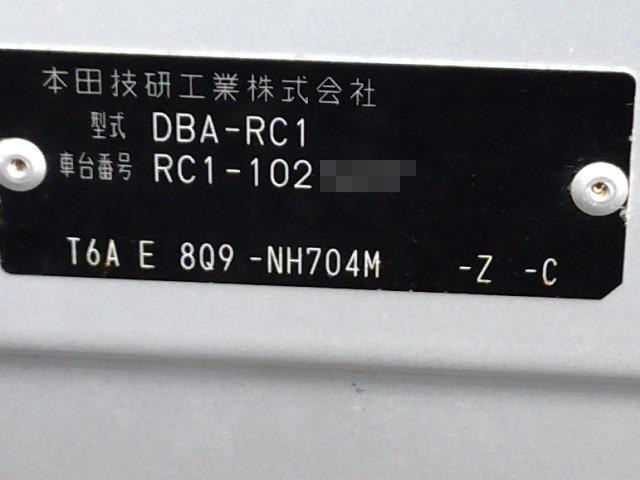 本田技研工業株式会社
型式 DBA-RC1
車台番号 RC1-102
T6A E 8Q9 -NH704M -Z -C